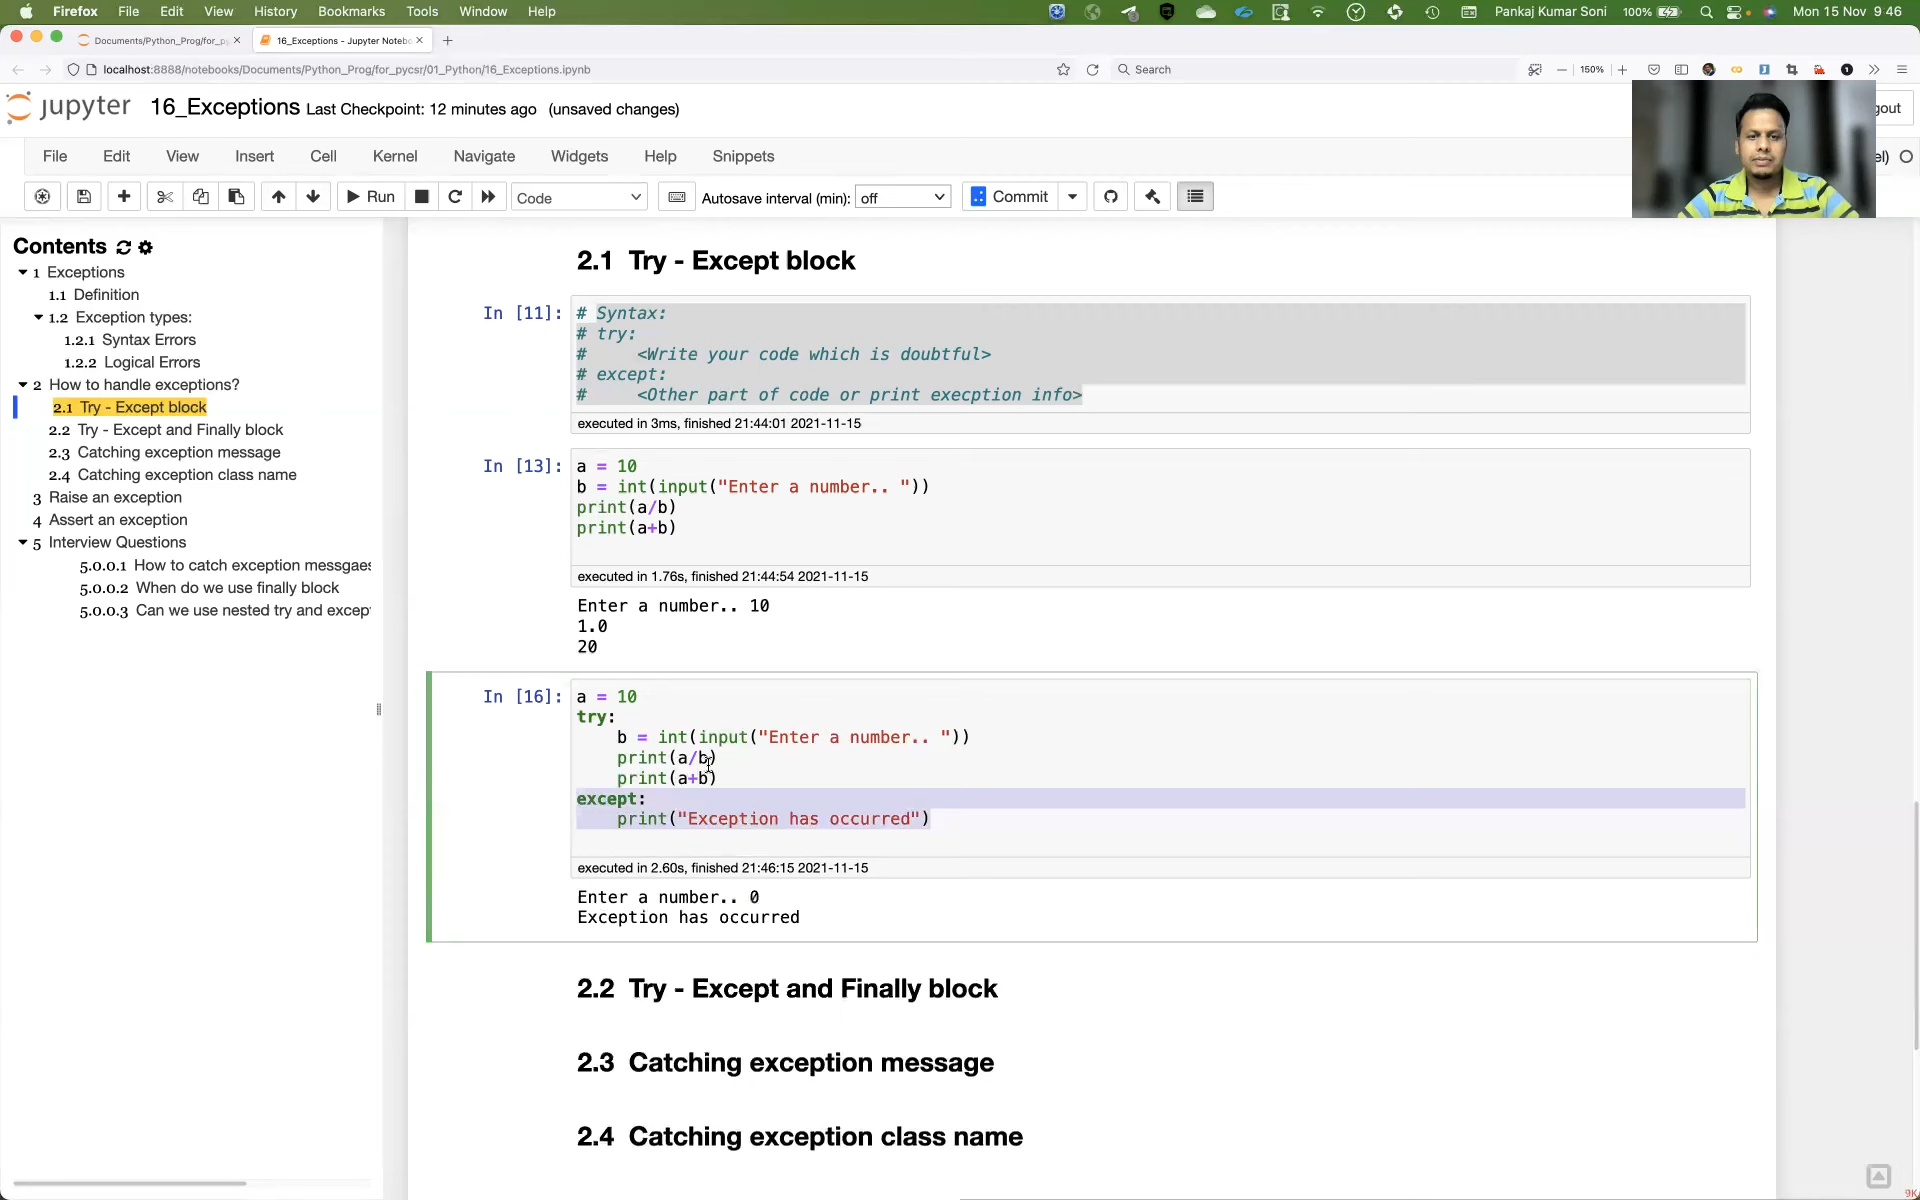 Firefox File Edit View History Bookmarks Tools Window Help 100% Pankaj Kumar Soni Mon 15 Nov 9 46
Documents/Python_Prog/for_p
16_Exceptions - Jupyter Notebo
localhost:8888/notebooks/Documents/Python_Prog/for_pycsr/01_Python/16_Exceptions.ipynb
Search
150%
jupyter 16_Exceptions Last Checkpoint: 12 minutes ago (unsaved changes)
gout
File Edit View Insert Cell Kernel Navigate Widgets Help Snippets
el)
Run
Code
Autosave interval (min): off
Commit
Contents
1 Exceptions
1.1 Definition
1.2 Exception types:
1.2.1 Syntax Errors
1.2.2 Logical Errors
2 How to handle exceptions?
2.1 Try - Except block
2.2 Try - Except and Finally block
2.3 Catching exception message
2.4 Catching exception class name
3 Raise an exception
4 Assert an exception
5 Interview Questions
5.0.0.1 How to catch exception messgaes
5.0.0.2 When do we use finally block
5.0.0.3 Can we use nested try and excep
2.1 Try - Except block
In [11]:
# Syntax:
# try:
#     <Write your code which is doubtful>
# except:
#     <Other part of code or print execption info>
executed in 3ms, finished 21:44:01 2021-11-15
In [13]:
a = 10
b = int(input("Enter a number.. "))
print(a/b)
print(a+b)
executed in 1.76s, finished 21:44:54 2021-11-15
Enter a number.. 10
1.0
20
In [16]:
a = 10
try:
    b = int(input("Enter a number.. "))
    print(a/b)
    print(a+b)
except:
    print("Exception has occurred")
executed in 2.60s, finished 21:46:15 2021-11-15
Enter a number.. 0
Exception has occurred
2.2 Try - Except and Finally block
2.3 Catching exception message
2.4 Catching exception class name
9K